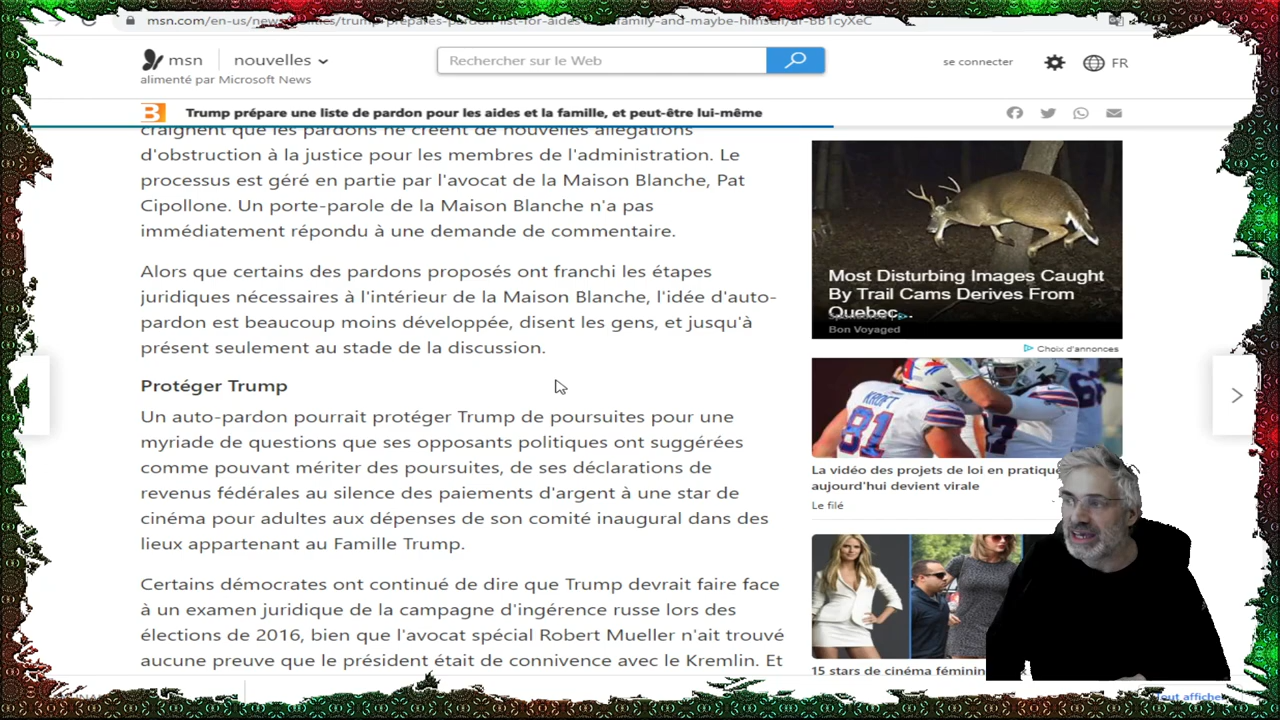 msn.com/en-us/news/politics/trump-prepares-pardon-list-for-aides-and-family-and-maybe-himself/ar-BB1cyXeC
msn nouvelles
alimenté par Microsoft News
Rechercher sur le Web
se connecter
FR
Trump prépare une liste de pardon pour les aides et la famille, et peut-être lui-même
craignent que les pardons ne créent de nouvelles allégations
d'obstruction à la justice pour les membres de l'administration. Le
processus est géré en partie par l'avocat de la Maison Blanche, Pat
Cipollone. Un porte-parole de la Maison Blanche n'a pas
immédiatement répondu à une demande de commentaire.
Alors que certains des pardons proposés ont franchi les étapes
juridiques nécessaires à l'intérieur de la Maison Blanche, l'idée d'auto-
pardon est beaucoup moins développée, disent les gens, et jusqu'à
présent seulement au stade de la discussion.
Protéger Trump
Un auto-pardon pourrait protéger Trump de poursuites pour une
myriade de questions que ses opposants politiques ont suggérées
comme pouvant mériter des poursuites, de ses déclarations de
revenus fédérales au silence des paiements d'argent à une star de
cinéma pour adultes aux dépenses de son comité inaugural dans des
lieux appartenant au Famille Trump.
Certains démocrates ont continué de dire que Trump devrait faire face
à un examen juridique de la campagne d'ingérence russe lors des
élections de 2016, bien que l'avocat spécial Robert Mueller n'ait trouvé
aucune preuve que le président était de connivence avec le Kremlin. Et
Most Disturbing Images Caught
By Trail Cams Derives From
Quebec...
Bon Voyaged
Choix d'annonces
KROFT
81
La vidéo des projets de loi en pratique
aujourd'hui devient virale
Le filé
15 stars de cinéma